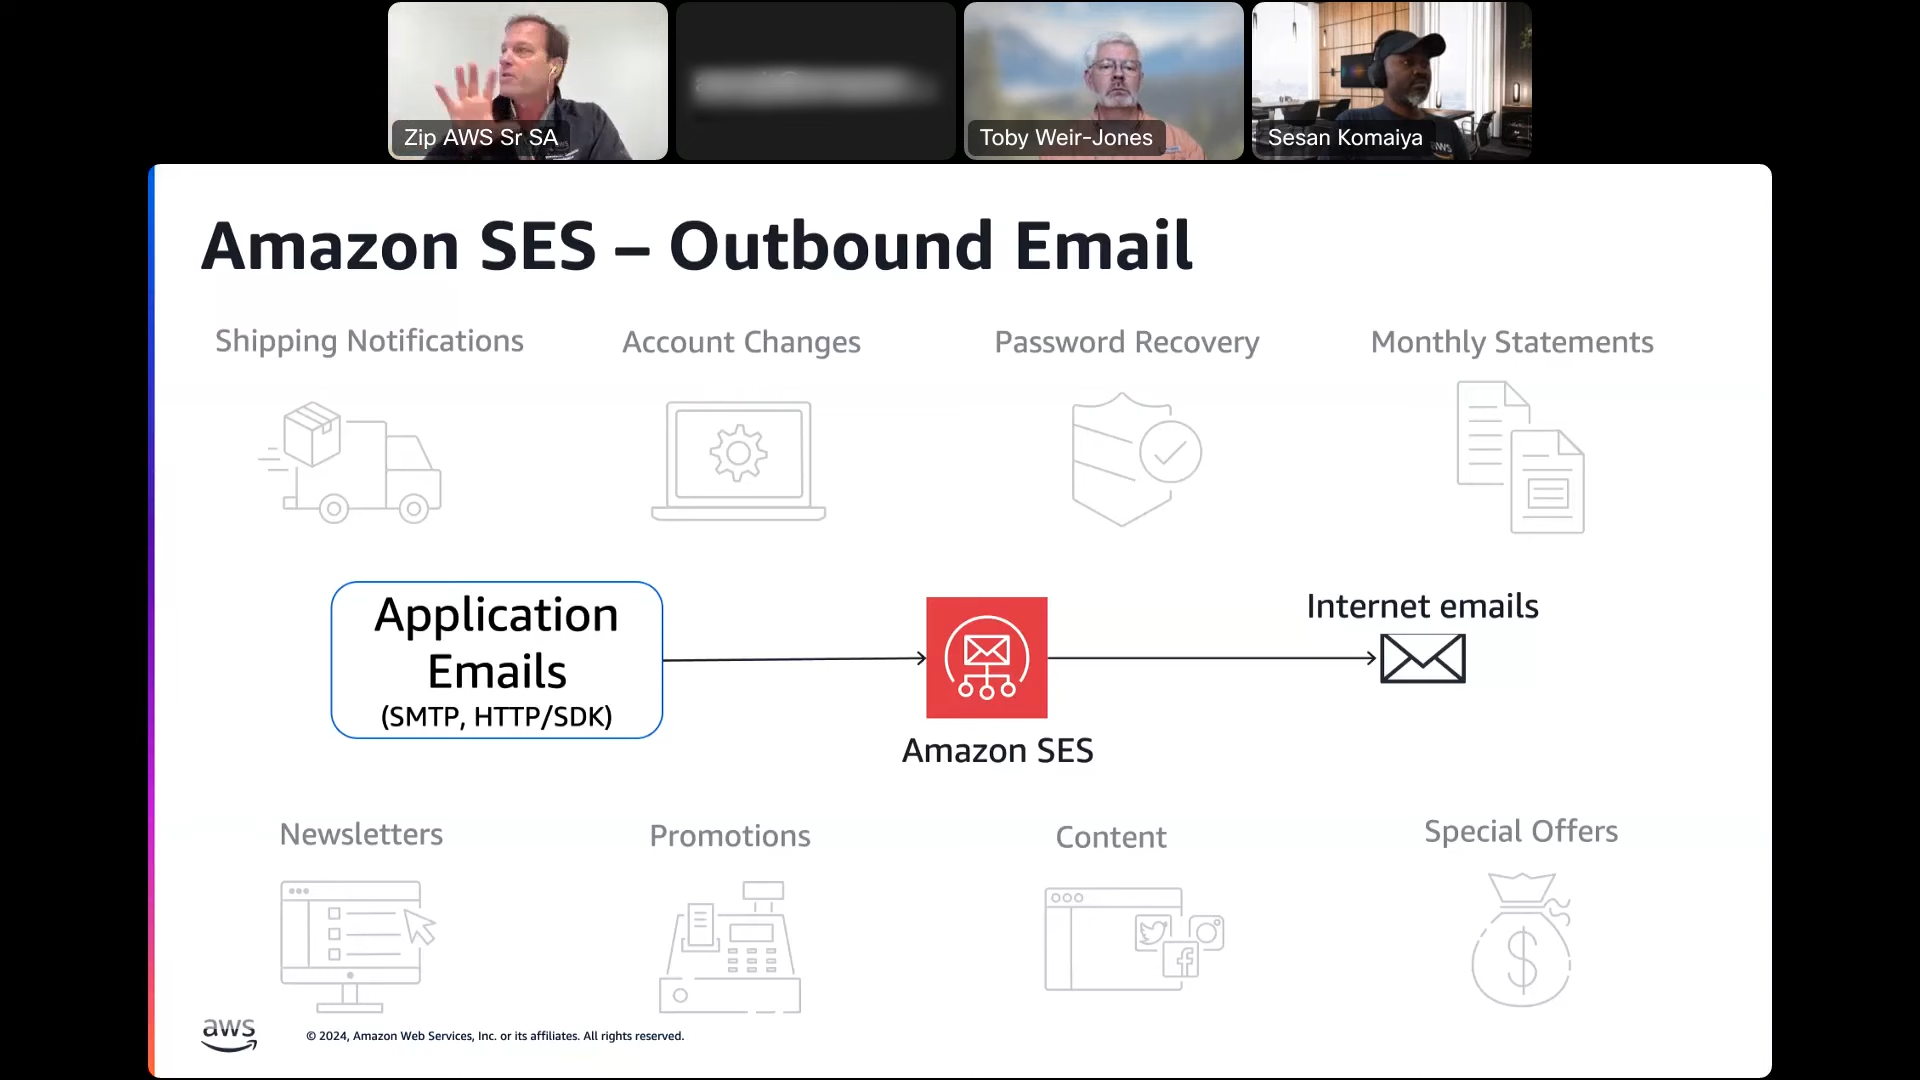 Zip AWS Sr SA
Toby Weir-Jones
Sesan Komaiya
aws
Amazon SES – Outbound Email
Shipping Notifications
Account Changes
Password Recovery
Monthly Statements
Application
Emails
(SMTP, HTTP/SDK)
Internet emails
Amazon SES
Newsletters
Promotions
Content
Special Offers
$
aws
© 2024, Amazon Web Services, Inc. or its affiliates. All rights reserved.